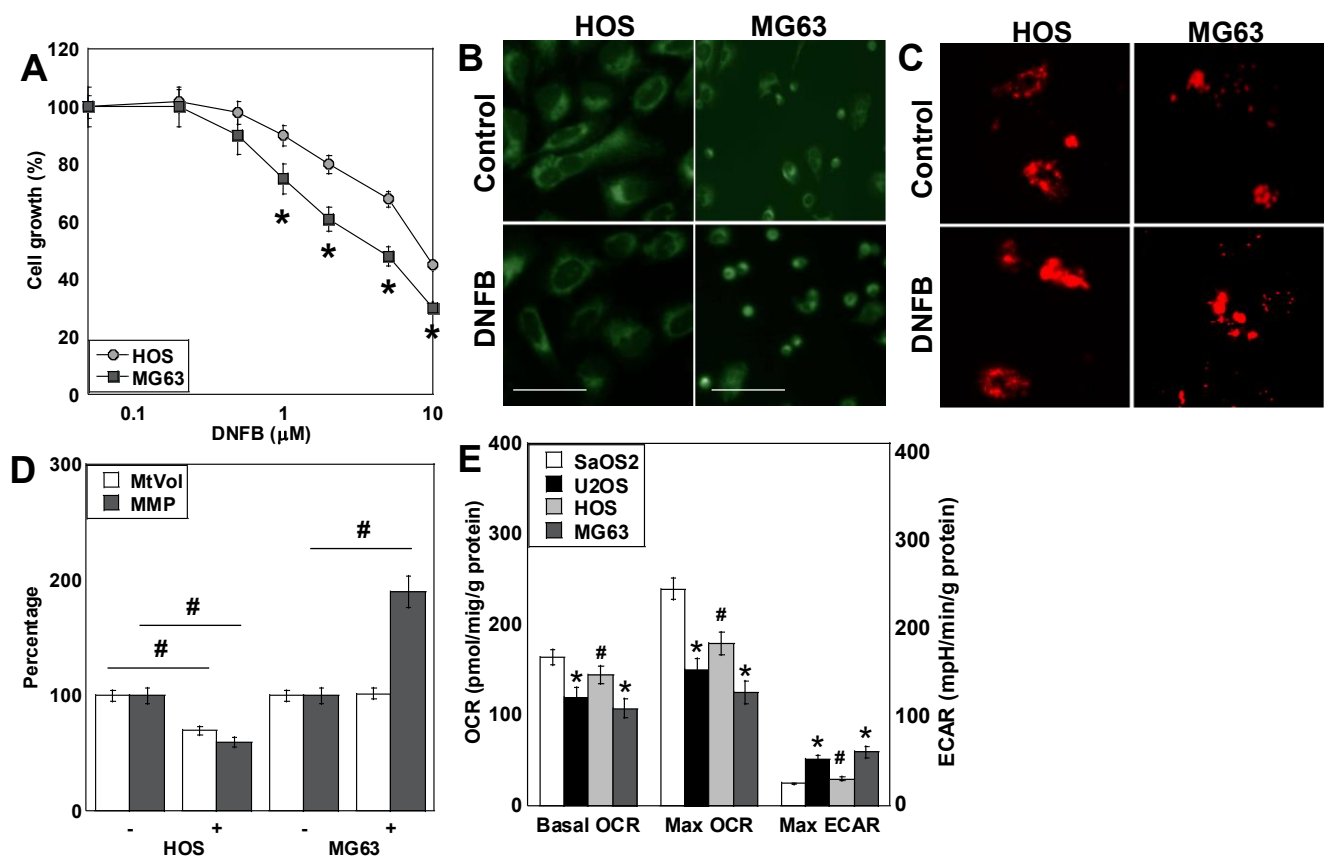 A
120
100
80
60
40
20
0
Cell growth (%)
*
*
*
*
HOS
MG63
0.1 1 10
DNFB (μM)
B
HOS MG63
Control
DNFB
C
HOS MG63
Control
DNFB
D
300
200
100
0
Percentage
MtVol
MMP
#
#
#
- + - +
HOS MG63
E
400
300
200
100
0
OCR (pmol/mig/g protein)
SaOS2
U2OS
HOS
MG63
* # *
* # *
* # *
Basal OCR Max OCR Max ECAR
400
300
200
100
0
ECAR (mpH/min/g protein)